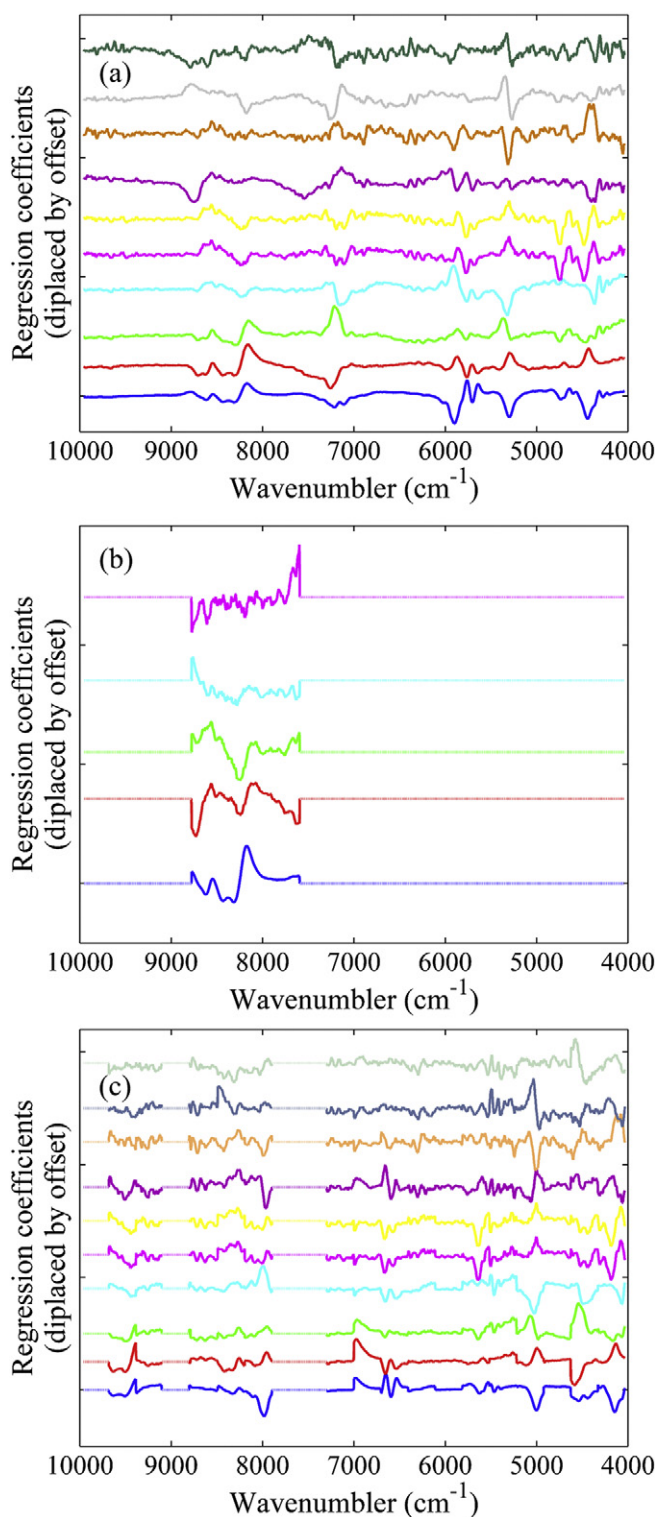 (a)
Regression coefficients
(diplaced by offset)
10000 9000 8000 7000 6000 5000 4000
Wavenumbler (cm-1)
(b)
Regression coefficients
(diplaced by offset)
10000 9000 8000 7000 6000 5000 4000
Wavenumbler (cm-1)
(c)
Regression coefficients
(diplaced by offset)
10000 9000 8000 7000 6000 5000 4000
Wavenumbler (cm-1)